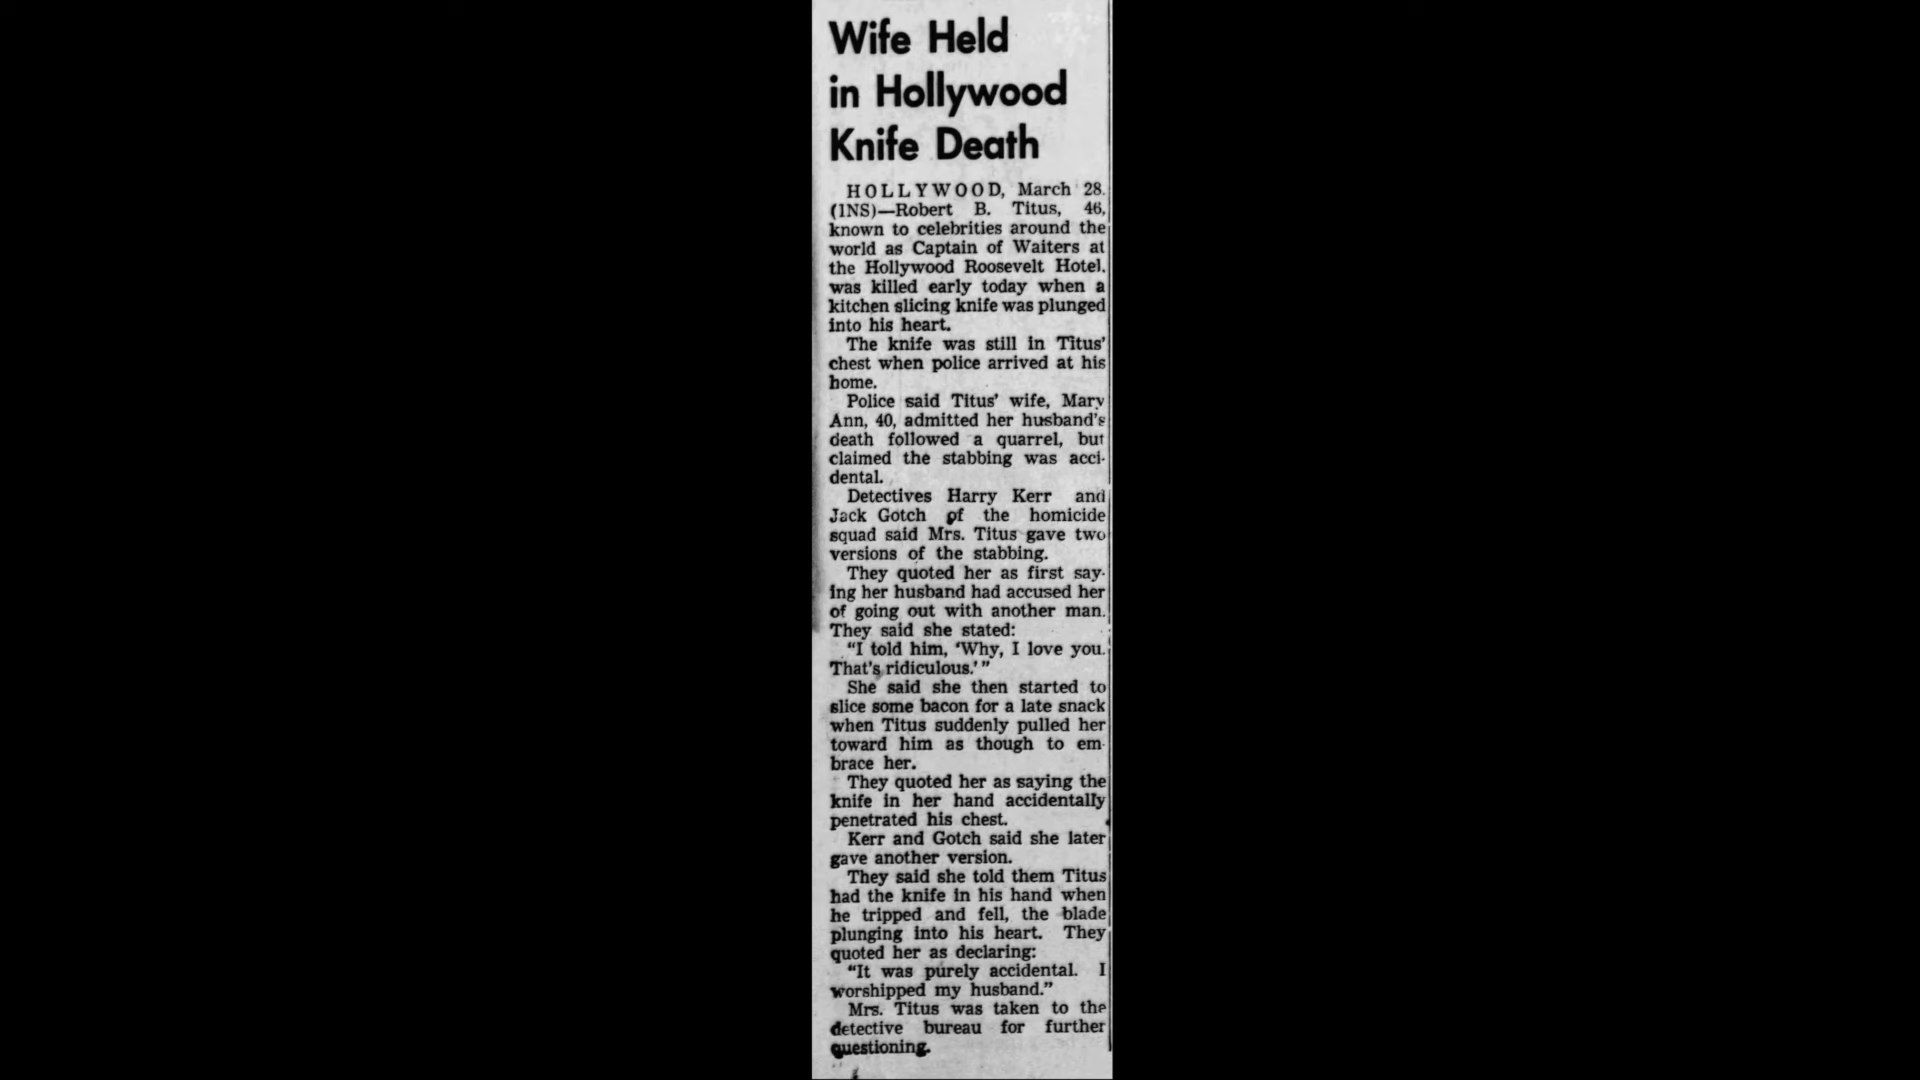 Wife Held
in Hollywood
Knife Death
HOLLYWOOD, March 28.
(INS)—Robert B. Titus, 46,
known to celebrities around the
world as Captain of Waiters at
the Hollywood Roosevelt Hotel.
was killed early today when a
kitchen slicing knife was plunged
into his heart.
The knife was still in Titus'
chest when police arrived at his
home.
Police said Titus' wife, Mary
Ann, 40, admitted her husband's
death followed a quarrel, but
claimed the stabbing was acci-
dental.
Detectives Harry Kerr and
Jack Gotch of the homicide
squad said Mrs. Titus gave two
versions of the stabbing.
They quoted her as first say-
ing her husband had accused her
of going out with another man.
They said she stated:
"I told him, 'Why, I love you.
That's ridiculous.'"
She said she then started to
slice some bacon for a late snack
when Titus suddenly pulled her
toward him as though to em-
brace her.
They quoted her as saying the
knife in her hand accidentally
penetrated his chest.
Kerr and Gotch said she later
gave another version.
They said she told them Titus
had the knife in his hand when
he tripped and fell, the blade
plunging into his heart. They
quoted her as declaring:
"It was purely accidental. I
worshipped my husband."
Mrs. Titus was taken to the
detective bureau for further
questioning.